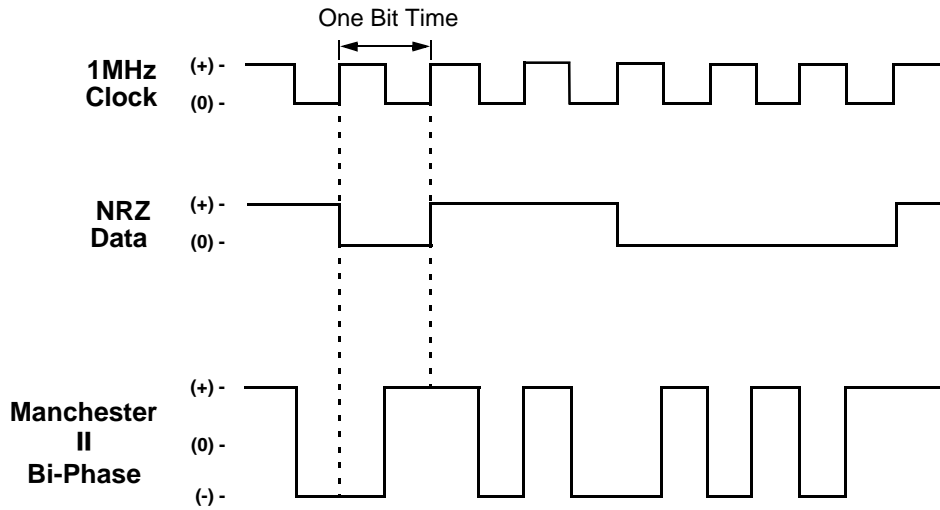 One Bit Time
1MHz
Clock
(+) -
(0) -
NRZ
Data
(+) -
(0) -
Manchester
II
Bi-Phase
(+) -
(0) -
(-) -